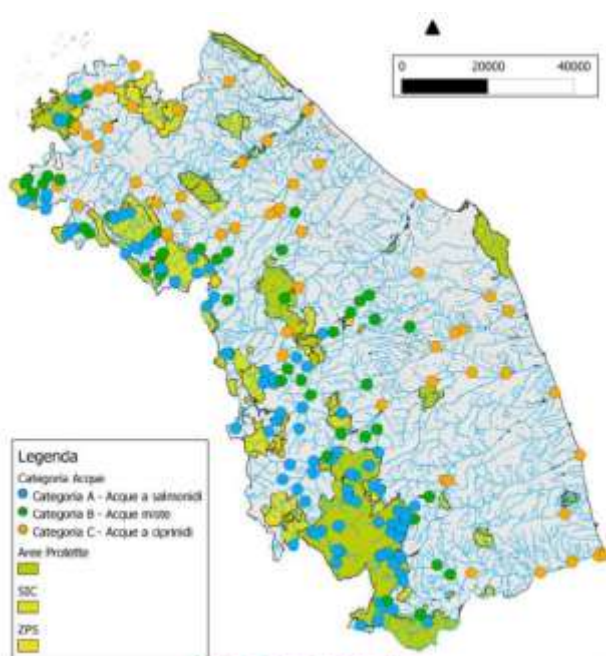 0 20000 40000
Legenda
Categoria Acque
Categoria A - Acque a salmonidi
Categoria B - Acque miste
Categoria C - Acque a ciprinidi
Aree Protette
SIC
ZPS